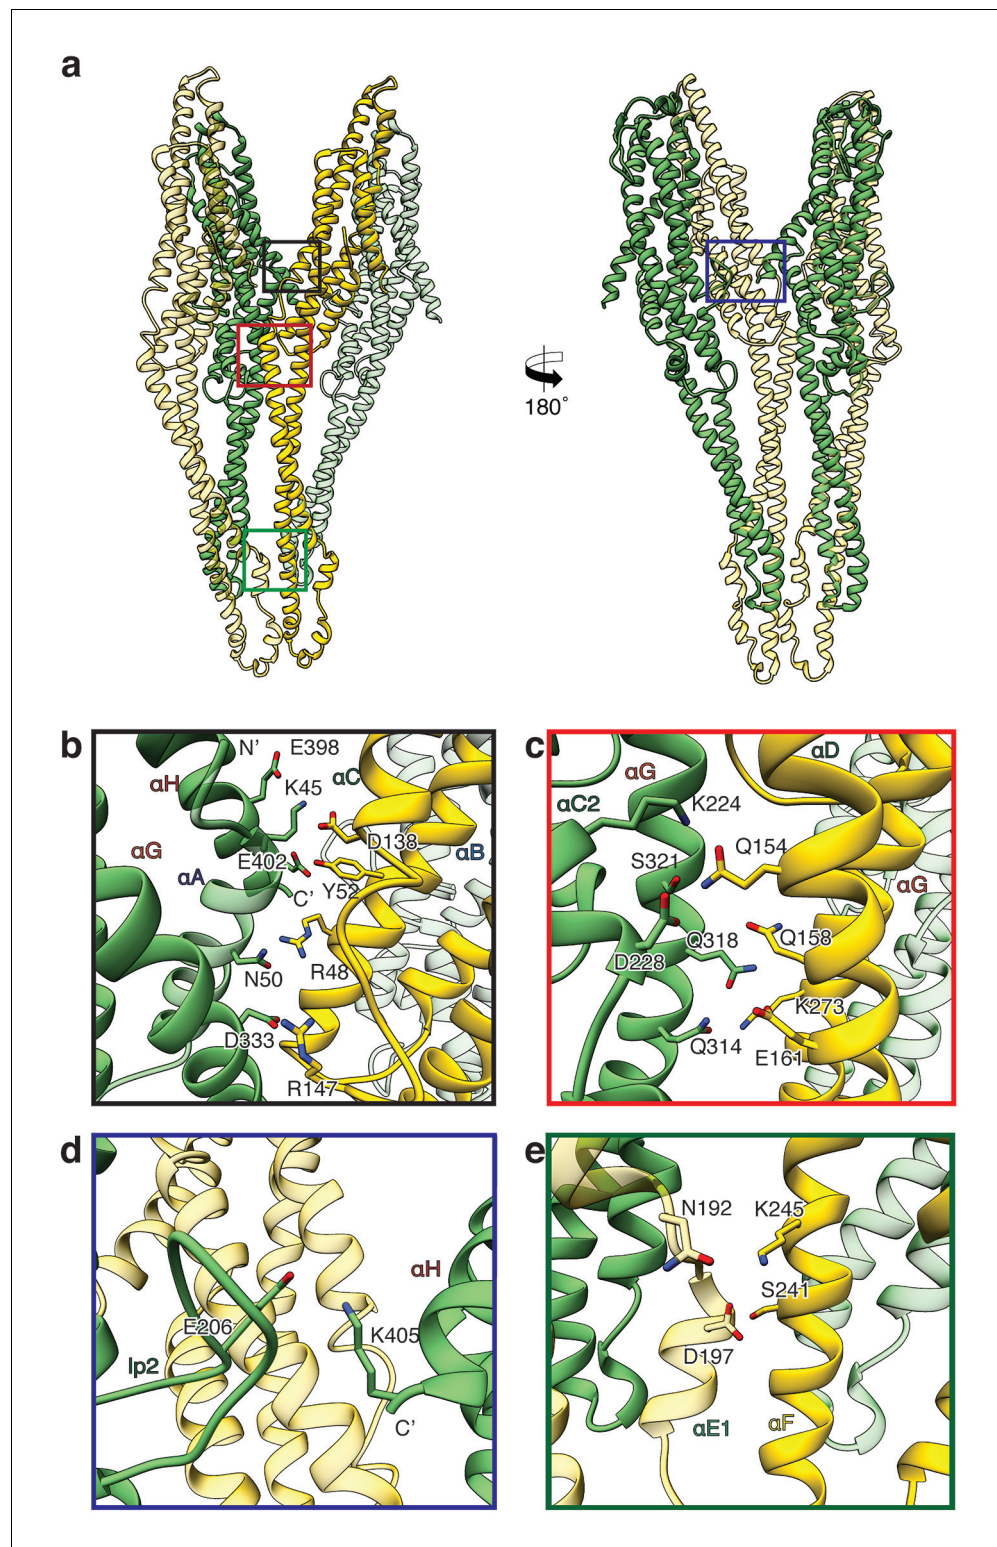 a
180°
b
N'
E398
αH
K45
αC
αG
D138
E402
αB
αA
Y52
C'
R48
N50
D333
R147
c
αD
αG
αC2
K224
Q154
S321
αG
Q318
Q158
D228
K273
Q314
E161
d
αH
E206
K405
lp2
C'
e
N192
K245
S241
D197
αE1
αF